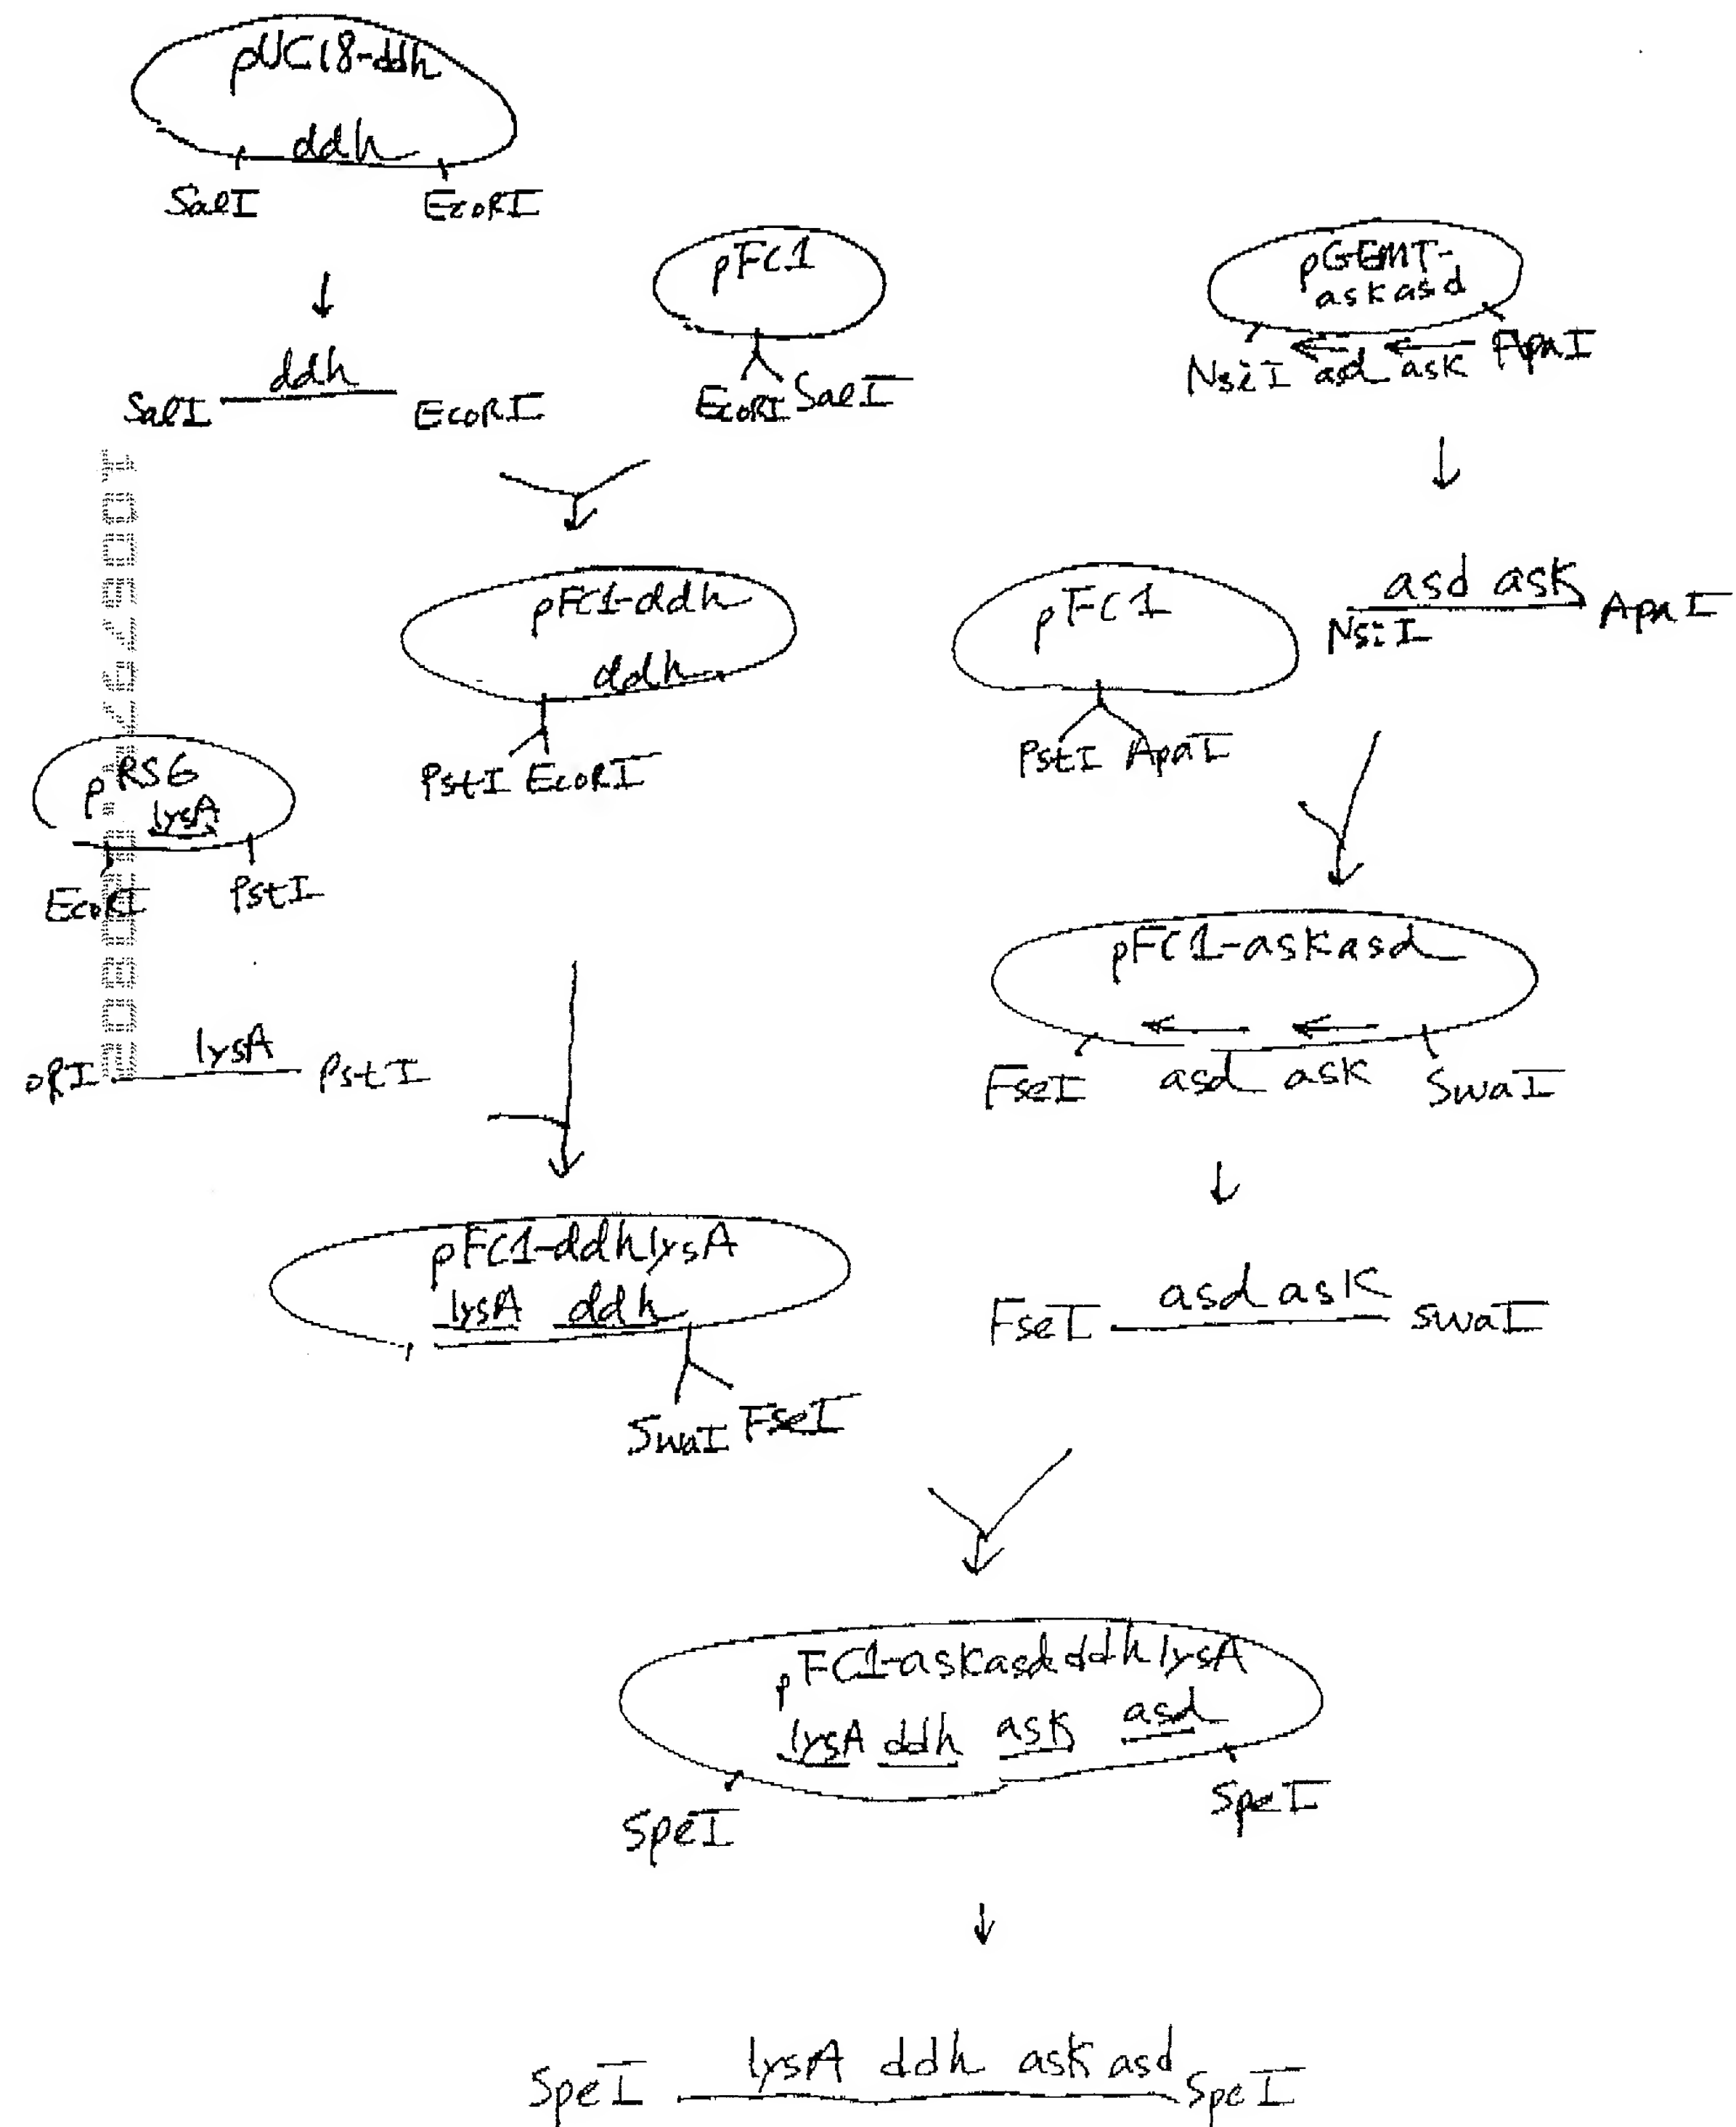 pUC18-ddh
ddh
SalI EcoRI
pFC1
EcoRI SalI
pGEMT-
askasd
NsiI asd ask ApaI
ddh
SalI EcoRI
asd ask
NsiI ApaI
pFC1-ddh
ddh
PstI EcoRI
pFC1
PstI ApaI
pRS6
lysA
EcoRI PstI
pFC1-askasd
FseI asd ask SwaI
lysA
oRI PstI
pFC1-ddhlysA
lysA ddh
SwaI FseI
asd ask
FseI SwaI
pFC1-askasdddhlysA
lysA ddh ask asd
SpeI SpeI
lysA ddh ask asd
SpeI SpeI